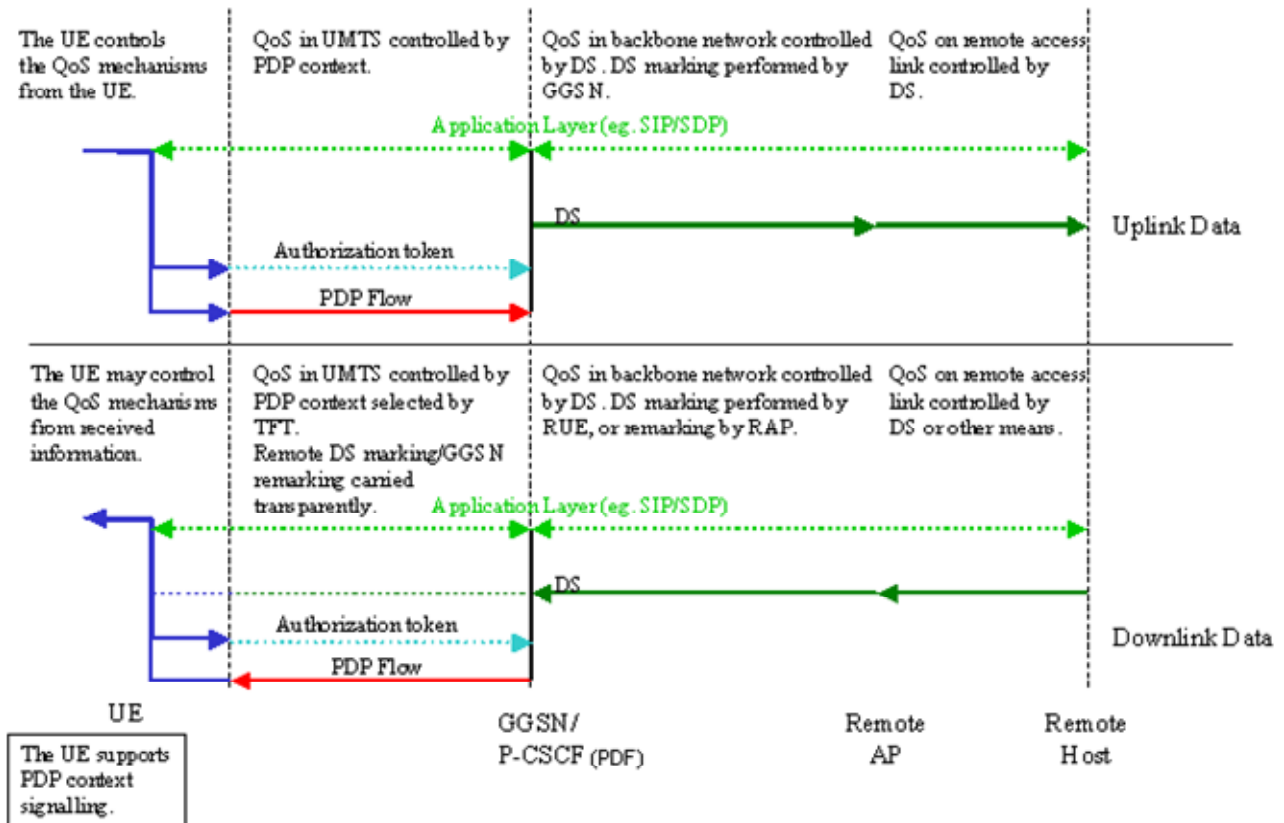 The UE controls
the QoS mechanisms
from the UE.
QoS in UMTS controlled by
PDP context.
QoS in backbone network controlled
by DS. DS marking performed by
GGSN.
QoS on remote access
link controlled by
DS.
Application Layer (eg. SIP/SDP)
DS
Uplink Data
Authorization token
PDP Flow
The UE may control
the QoS mechanisms
from received
information.
QoS in UMTS controlled by
PDP context selected by
TFT.
Remote DS marking/GGSN
remarking carried
transparently.
QoS in backbone network controlled
by DS. DS marking performed by
RUE, or remarking by RAP.
QoS on remote access
link controlled by
DS or other means.
Application Layer (eg. SIP/SDP)
DS
Authorization token
Downlink Data
PDP Flow
UE
GGSN/
P-CSCF (PDF)
Remote
AP
Remote
Host
The UE supports
PDP context
signalling.